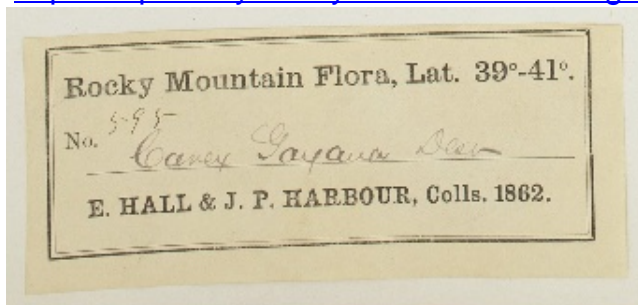 Rocky Mountain Flora, Lat. 39°-41°.
No. 595
Carex Gayana Desv
E. HALL & J. P. HARBOUR, Colls. 1862.